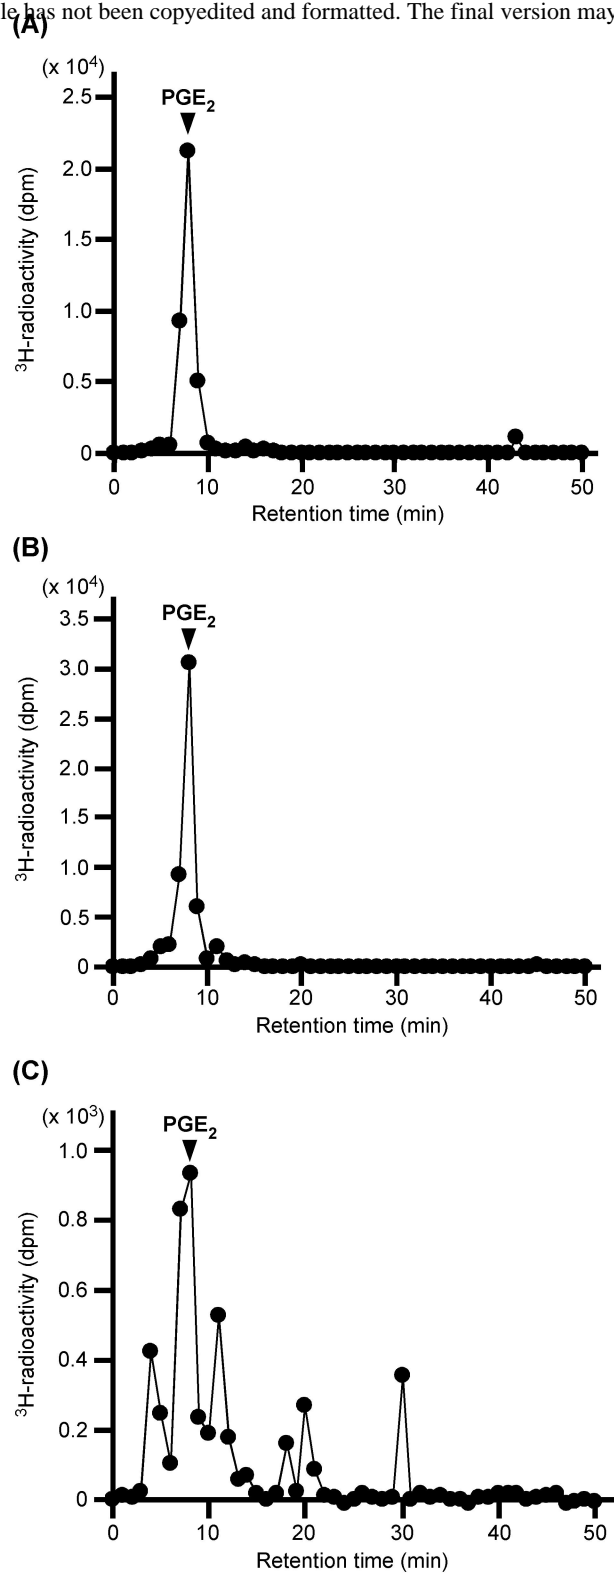 le has not been copyedited and formatted. The final version may
(A)
(x 10⁴)
PGE₂
2.5
2.0
1.5
1.0
0.5
0
³H-radioactivity (dpm)
0 10 20 30 40 50
Retention time (min)
(B)
(x 10⁴)
PGE₂
3.5
3.0
2.5
2.0
1.5
1.0
0.5
0
³H-radioactivity (dpm)
0 10 20 30 40 50
Retention time (min)
(C)
(x 10³)
PGE₂
1.0
0.8
0.6
0.4
0.2
0
³H-radioactivity (dpm)
0 10 20 30 40 50
Retention time (min)